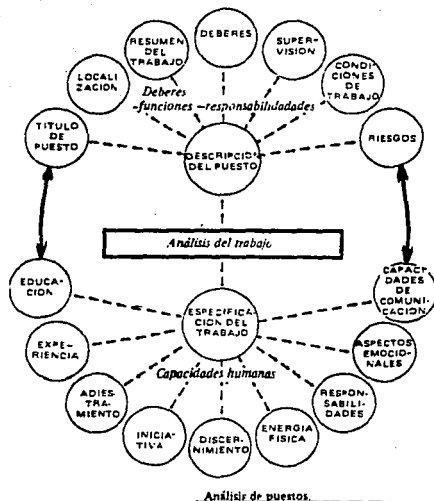 DEBERES
RESUMEN
DEL
TRABAJO
SUPER-
VISION
LOCALI-
ZACION
CONDI-
CIONES DE
TRABAJO
Deberes
-funciones -responsabilidades
TITULO
DE
PUESTO
DESCRIPCION
DEL PUESTO
RIESGOS
Análisis del trabajo
EDUCA-
CION
CAPACI-
DADES DE
COMUNI-
CACION
ESPECIFICA-
CION DEL
TRABAJO
EXPE-
RIENCIA
ASPECTOS
EMOCIO-
NALES
Capacidades humanas
ADIES-
TRA-
MIENTO
RESPON-
SABILI-
DADES
INICIA-
TIVA
DISCER-
NIMIENTO
ENERGIA
FISICA
Análisis de puestos